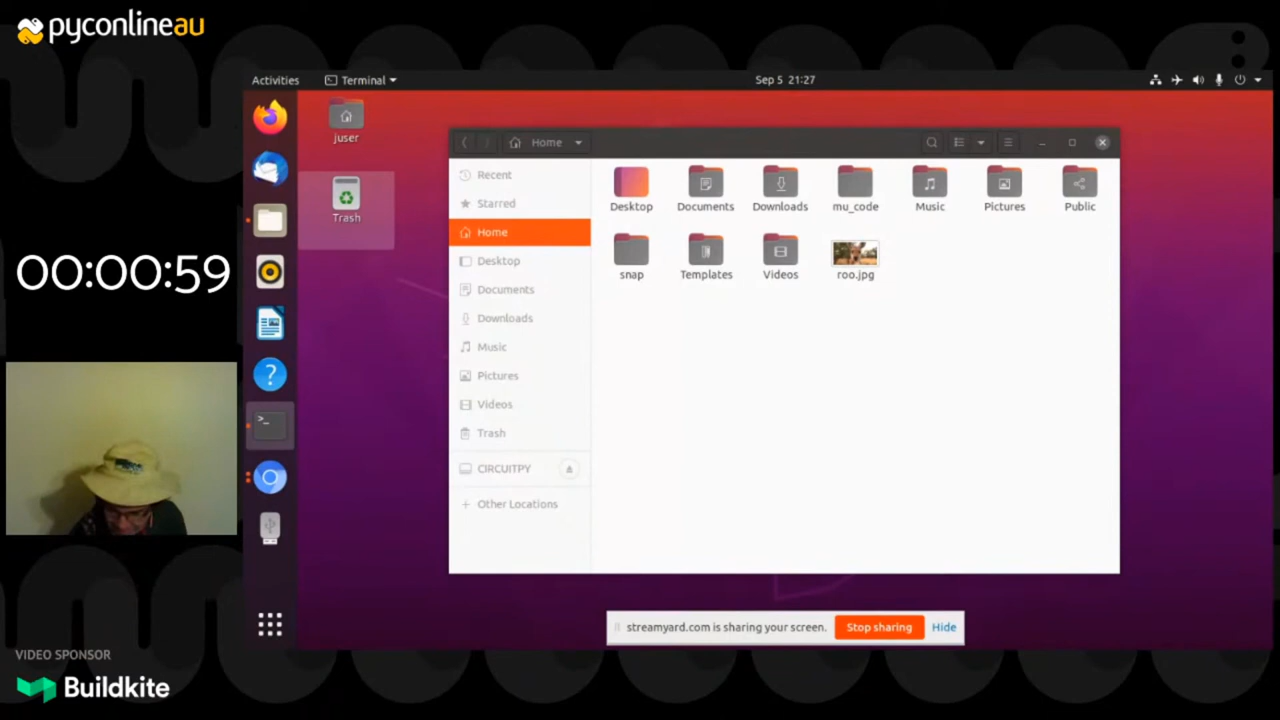 pyconlineau
Activities
Terminal
Sep 5 21:27
juser
Trash
Home
Recent
Starred
Home
Desktop
Documents
Downloads
Music
Pictures
Videos
Trash
CIRCUITPY
Other Locations
Desktop
Documents
Downloads
mu_code
Music
Pictures
Public
snap
Templates
Videos
roo.jpg
00:00:59
streamyard.com is sharing your screen.
Stop sharing
Hide
VIDEO SPONSOR
Buildkite